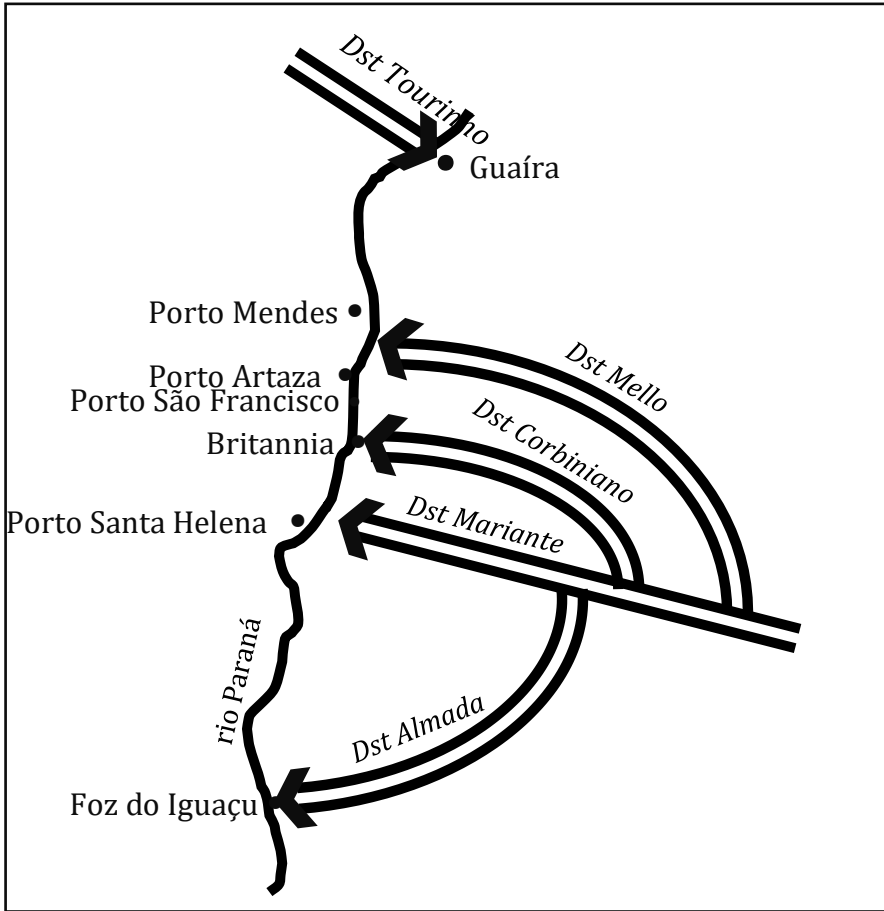 Dst Tourinho
Guaíra
Porto Mendes
Dst Mello
Porto Artaza
Porto São Francisco
Dst Corbiniano
Britannia
Dst Mariante
Porto Santa Helena
rio Paraná
Dst Almada
Foz do Iguaçu